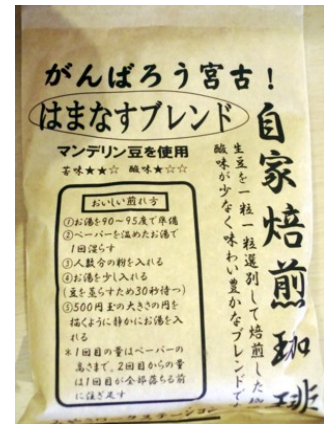 がんばろう宮古！
はまなすブレンド
マンデリン豆を使用
苦味★★☆ 酸味★☆☆
自家焙煎珈琲
生豆を一粒一粒選別して焙煎した
酸味が少なく味わい豊かなブレンドで
おいしい煎れ方
①お湯を90～95度で準備
②ペーパーを温めたお湯で
1回湿らす
③人数分の粉を入れる
④お湯を少し入れる
(豆を蒸らすため30秒待つ)
⑤500円玉の大きさの円を
描くように静かにお湯を入
れる
＊1回目の量はペーパーの
高さまで。2回目からの量
は1回目が全部落ちる前
に注ぎ足す